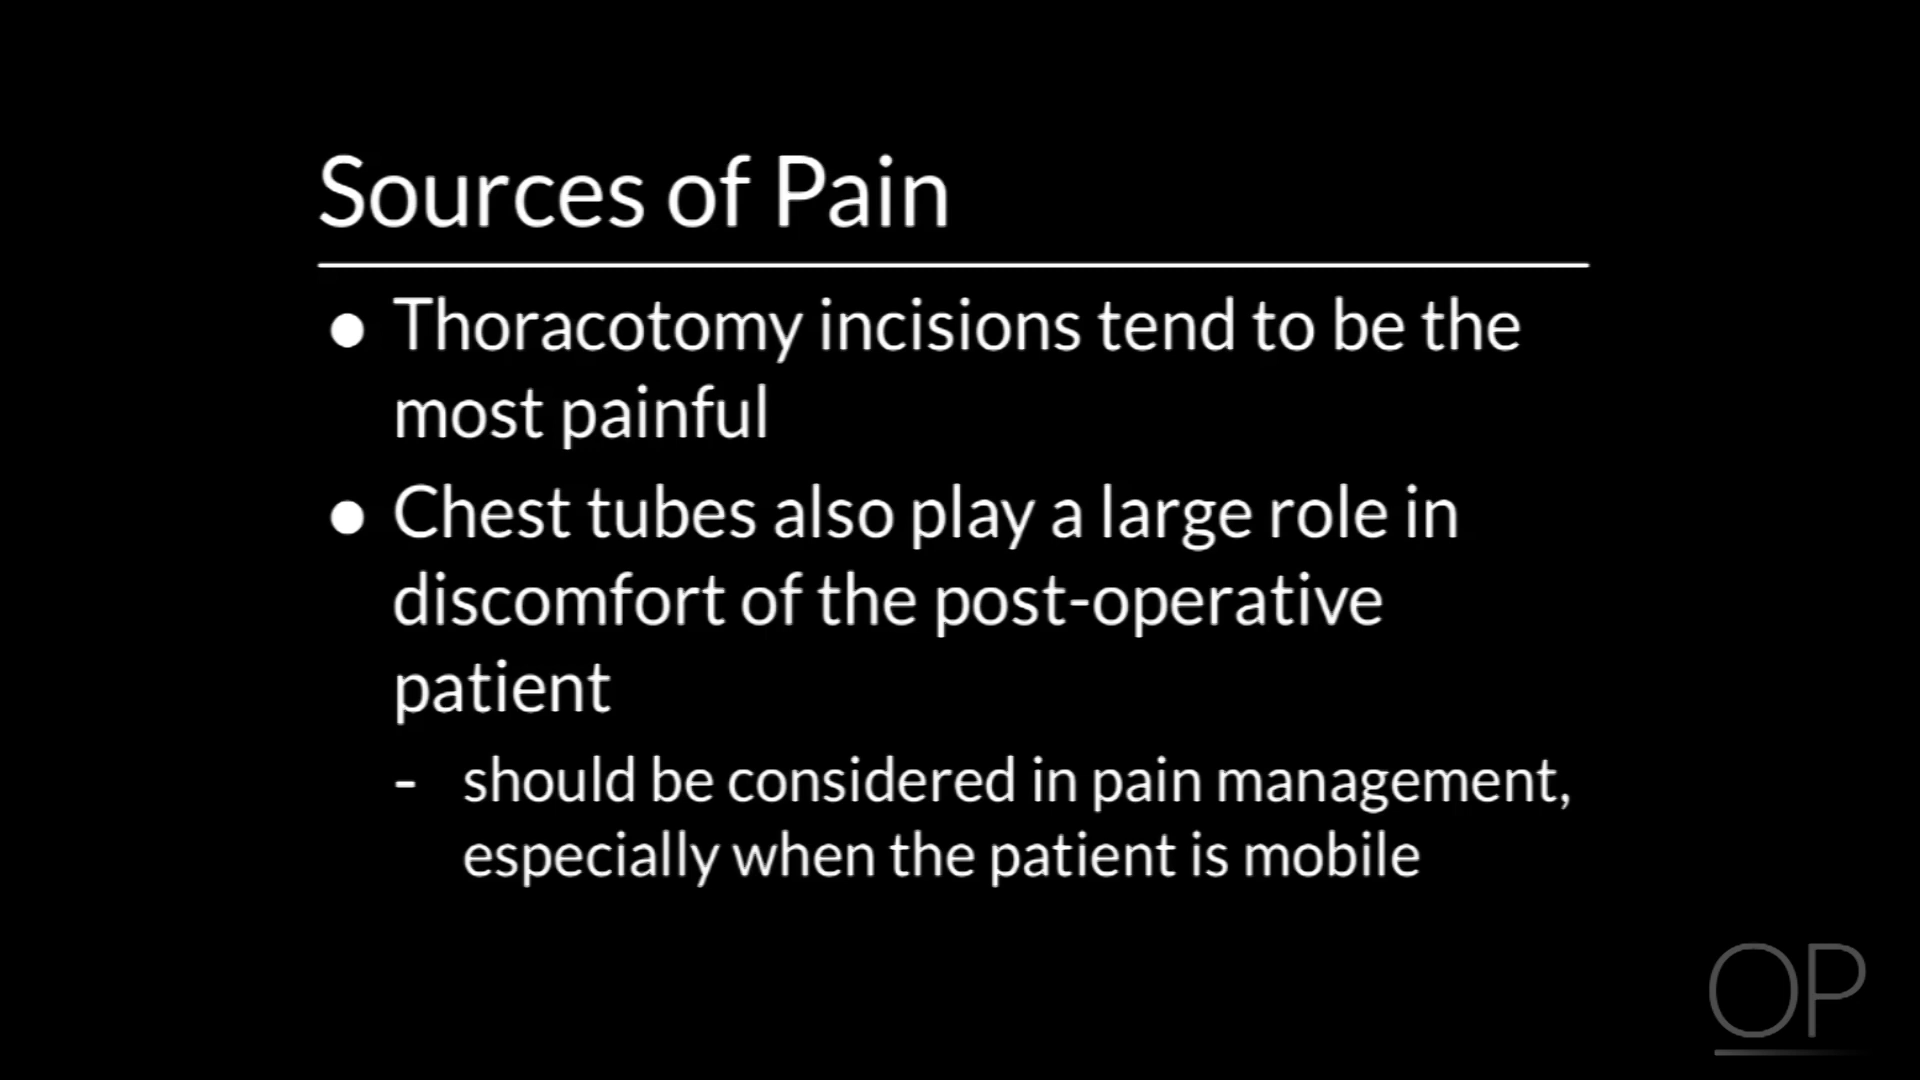 Sources of Pain
● Thoracotomy incisions tend to be the
most painful
● Chest tubes also play a large role in
discomfort of the post-operative
patient
- should be considered in pain management,
especially when the patient is mobile
OP